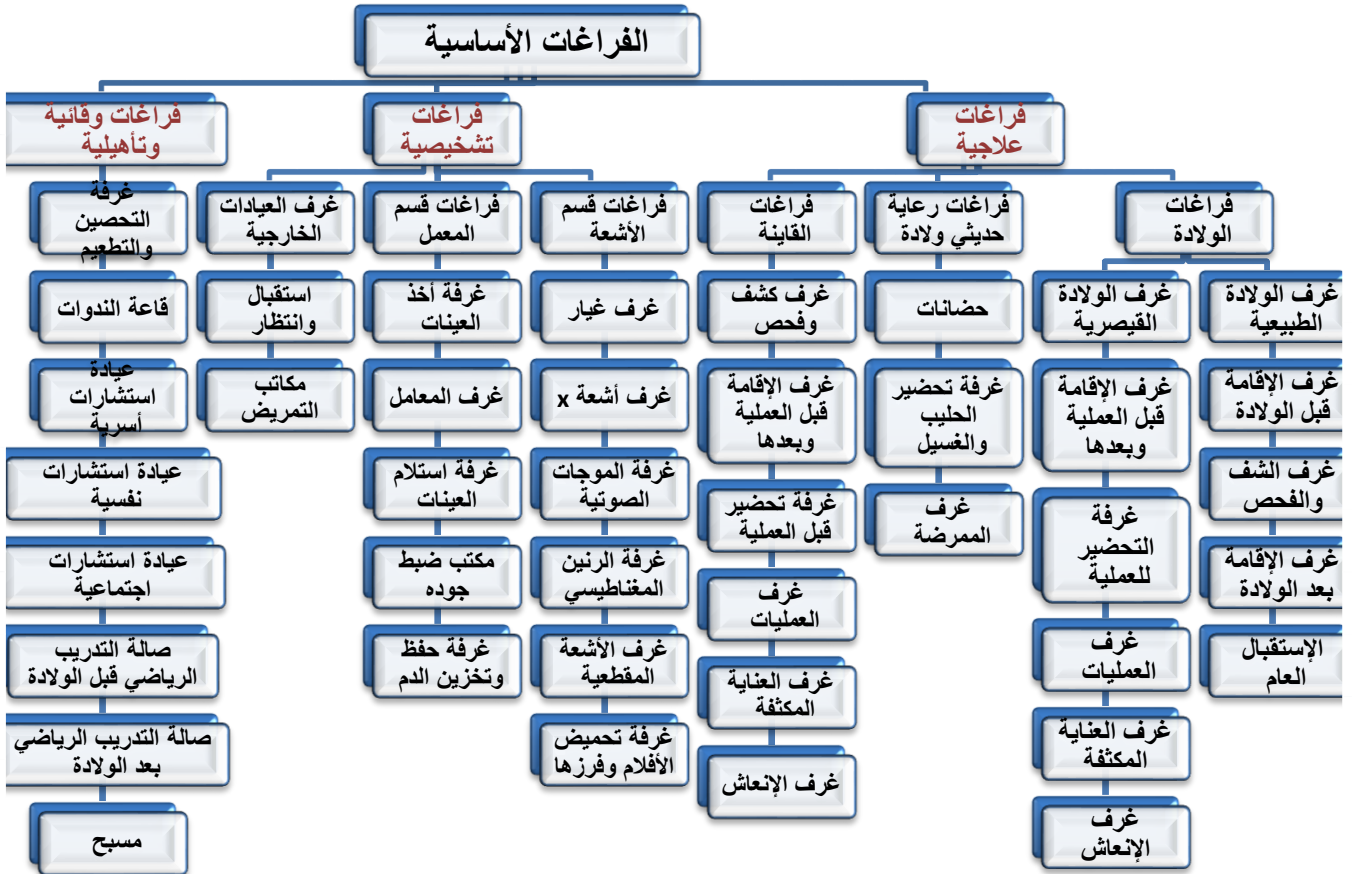 الفراغات الأساسية
فراغات
علاجية
فراغات
تشخيصية
فراغات وقائية
وتأهيلية
فراغات
الولادة
غرف الولادة
الطبيعية
غرف الإقامة
قبل الولادة
غرف الشف
والفحص
غرف الإقامة
بعد الولادة
الإستقبال
العام
غرف الولادة
القيصرية
غرف الإقامة
قبل العملية
وبعدها
غرفة
التحضير
للعملية
غرف
العمليات
غرف العناية
المكثفة
غرف
الإنعاش
فراغات رعاية
حديثي ولادة
حضانات
غرفة تحضير
الحليب
والغسيل
غرف
الممرضة
فراغات
القاينة
غرف كشف
وفحص
غرف الإقامة
قبل العملية
وبعدها
غرفة تحضير
قبل العملية
غرف
العمليات
غرف العناية
المكثفة
غرف الإنعاش
فراغات قسم
الأشعة
غرف غيار
غرف أشعة x
غرفة الموجات
الصوتية
غرفة الرنين
المغناطيسي
غرف الأشعة
المقطعية
غرفة تحميض
الأفلام وفرزها
فراغات قسم
المعمل
غرفة أخذ
العينات
غرف المعامل
غرفة استلام
العينات
مكتب ضبط
جوده
غرفة حفظ
وتخزين الدم
غرف العيادات
الخارجية
استقبال
وانتظار
مكاتب
التمريض
غرفة
التحصين
والتطعيم
قاعة الندوات
عيادة
استشارات
أسرية
عيادة استشارات
نفسية
عيادة استشارات
اجتماعية
صالة التدريب
الرياضي قبل الولادة
صالة التدريب الرياضي
بعد الولادة
مسبح